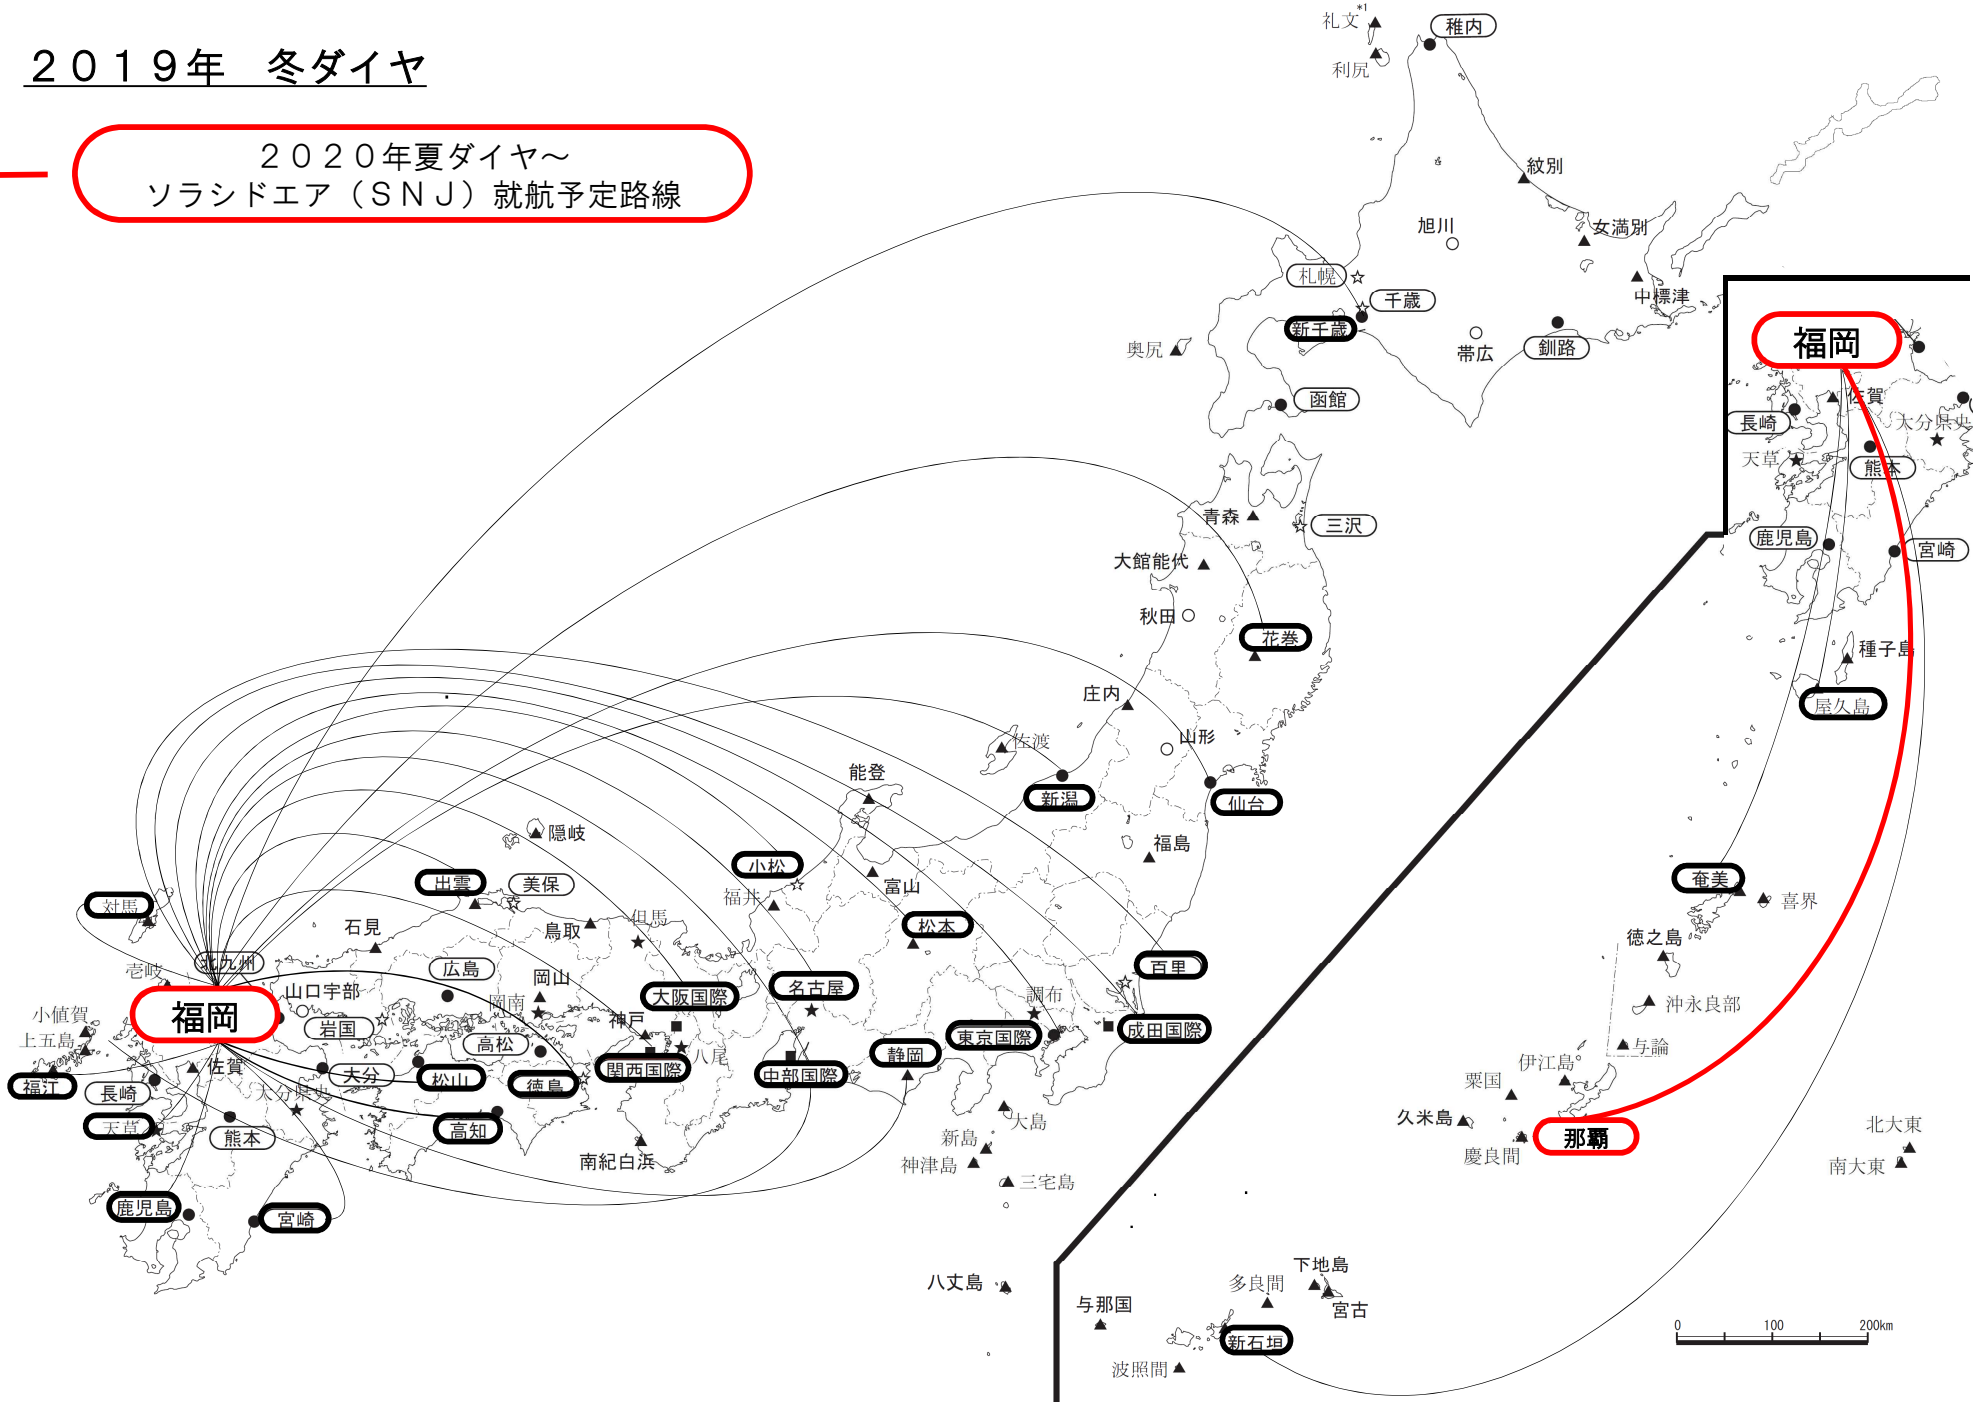 ２０１９年　冬ダイヤ
２０２０年夏ダイヤ～
ソラシドエア（ＳＮＪ）就航予定路線
礼文*1
稚内
利尻
紋別
旭川
女満別
札幌
中標津
千歳
新千歳
帯広
釧路
奥尻
函館
青森
三沢
大館能代
秋田
花巻
庄内
山形
佐渡
新潟
仙台
能登
福島
隠岐
小松
富山
出雲
美保
福井
松本
対馬
石見
鳥取
但馬
百里
北九州
広島
壱岐
山口宇部
岡山
大阪国際
名古屋
調布
岡南
福岡
岩国
神戸
小値賀
上五島
高松
八尾
東京国際
成田国際
静岡
佐賀
関西国際
中部国際
福江
長崎
大分
松山
徳島
大分県央
天草
熊本
高知
大島
新島
南紀白浜
神津島
三宅島
鹿児島
宮崎
八丈島
福岡
佐賀
長崎
大分県央
天草
熊本
鹿児島
宮崎
種子島
屋久島
奄美
喜界
徳之島
沖永良部
与論
伊江島
粟国
久米島
那覇
慶良間
北大東
南大東
下地島
多良間
宮古
与那国
新石垣
波照間
0 100 200km